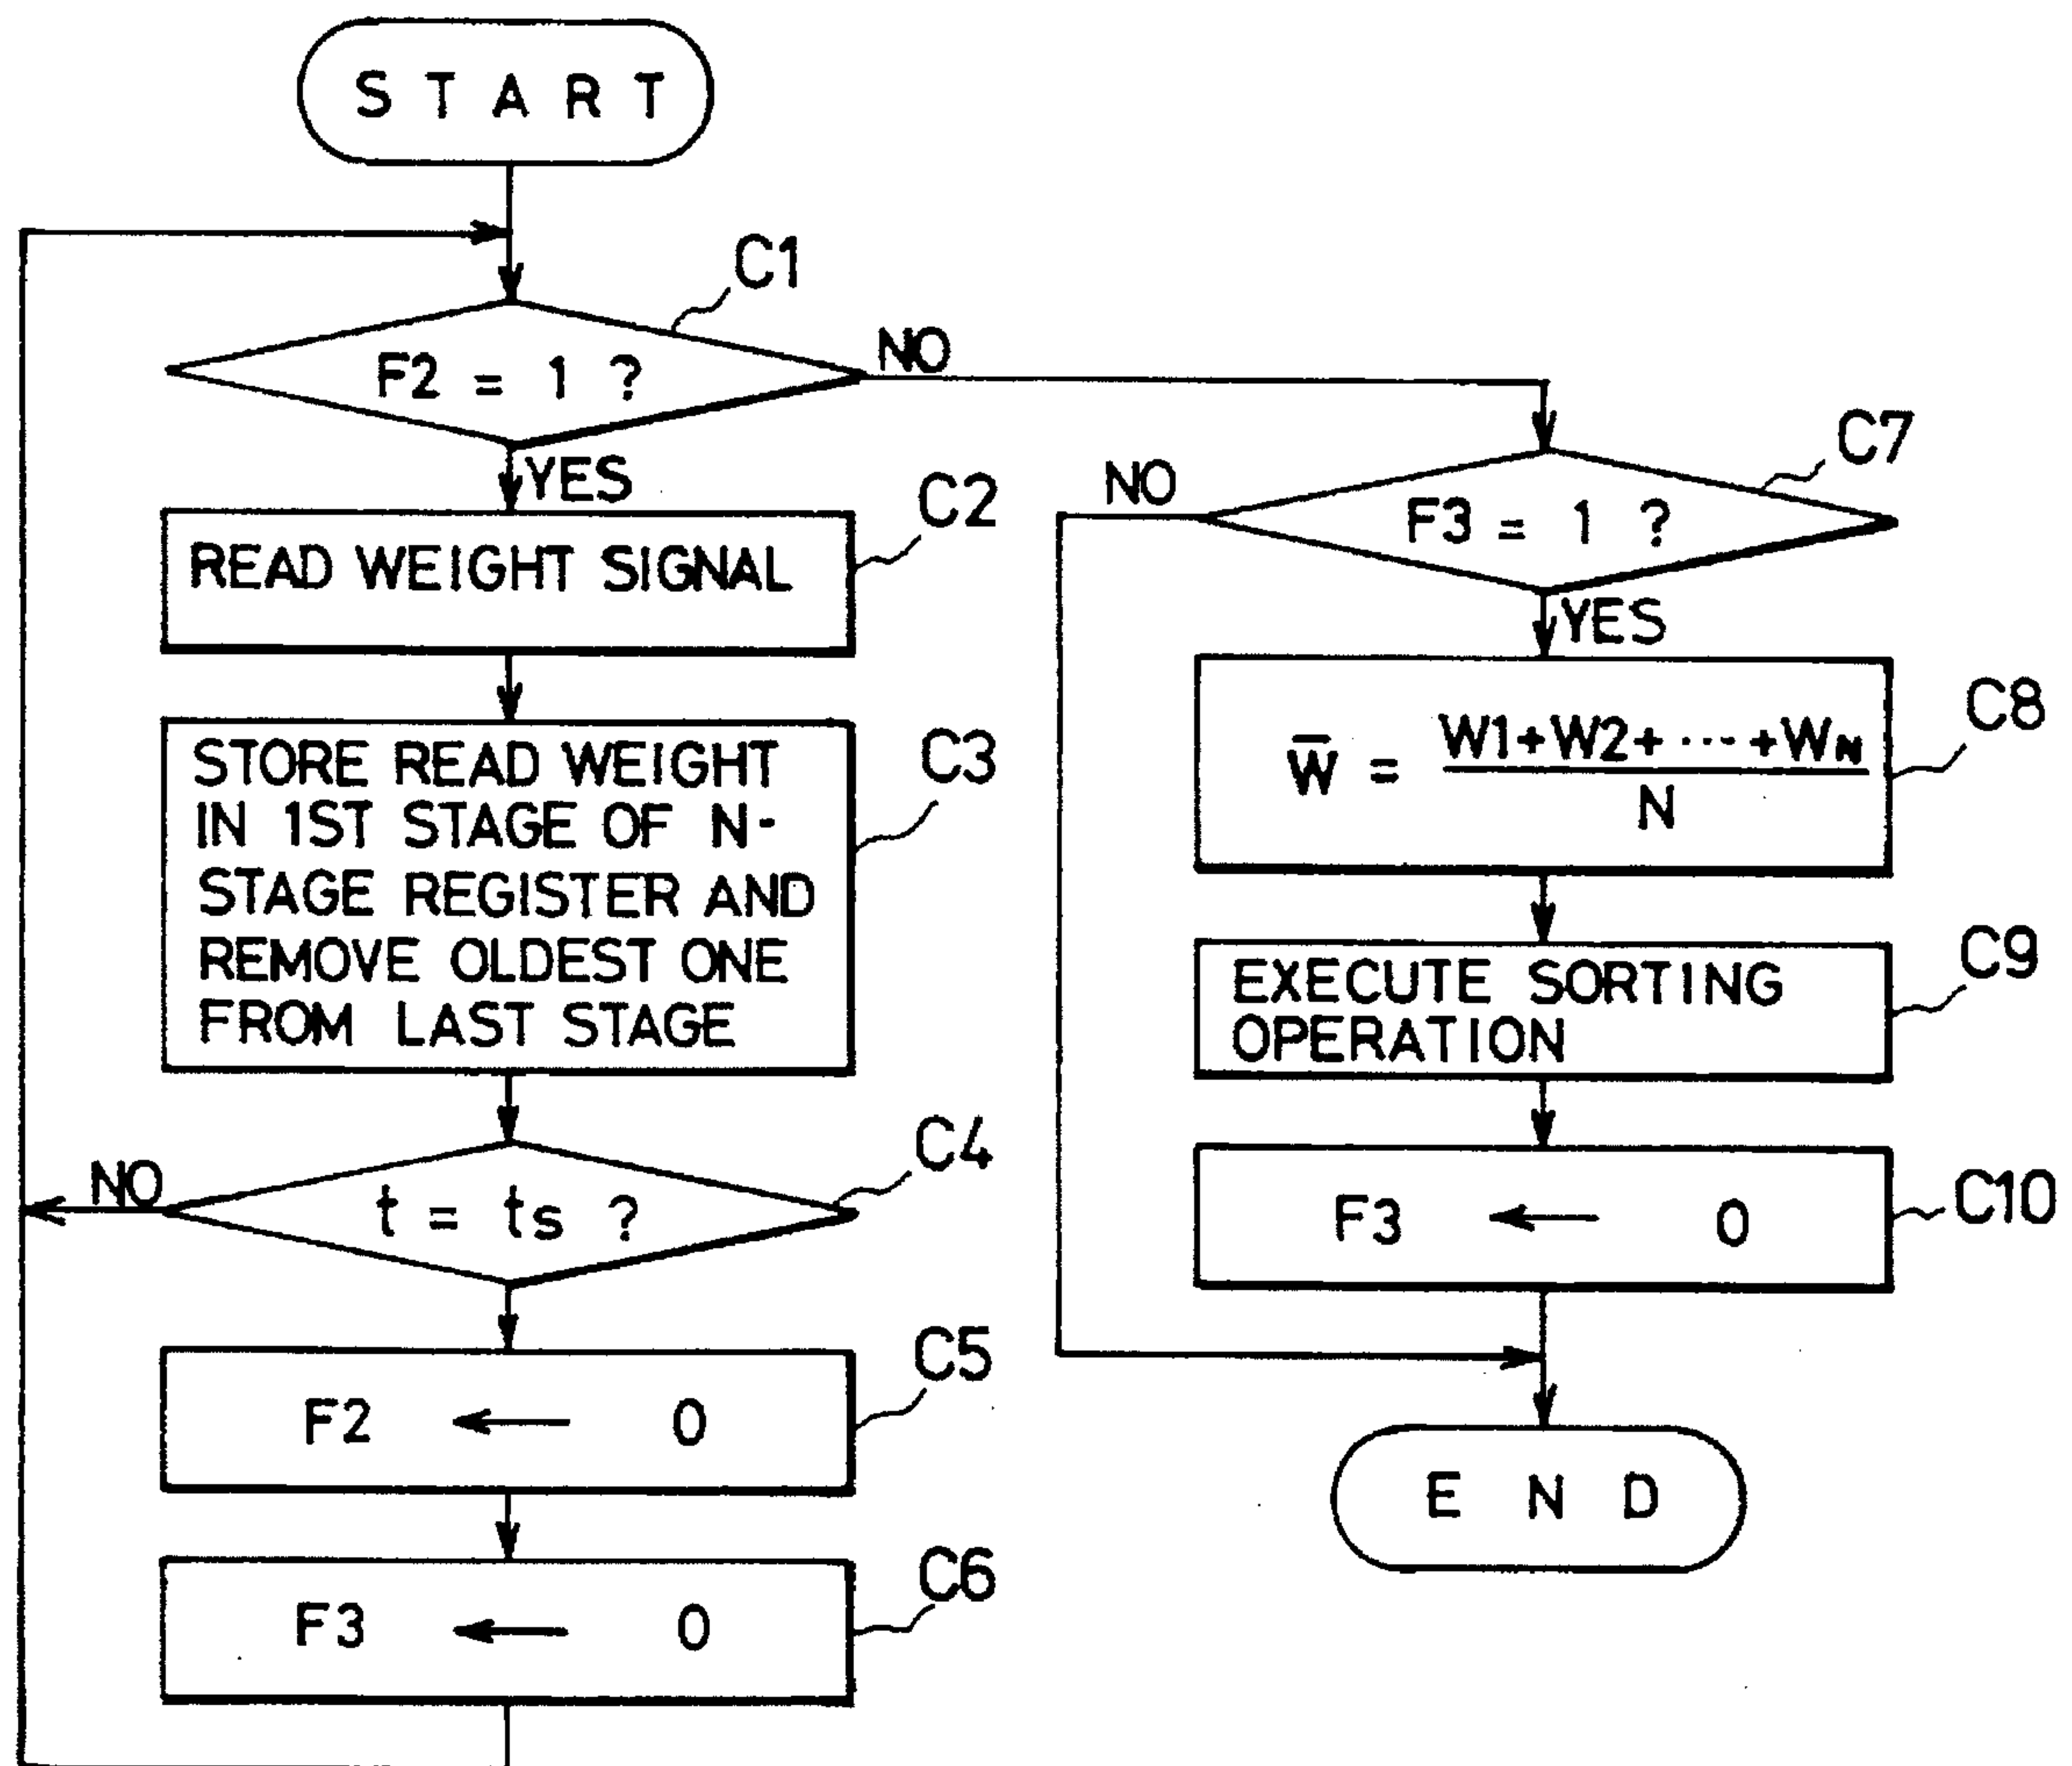 START
C1
F2 = 1 ?
NO
YES
C2
READ WEIGHT SIGNAL
C3
STORE READ WEIGHT
IN 1ST STAGE OF N-
STAGE REGISTER AND
REMOVE OLDEST ONE
FROM LAST STAGE
C4
NO
t = ts ?
C5
F2 ← 0
C6
F3 ← 0
C7
NO
F3 = 1 ?
YES
C8
W̅ = W1+W2+····+WN
N
C9
EXECUTE SORTING
OPERATION
C10
F3 ← 0
END